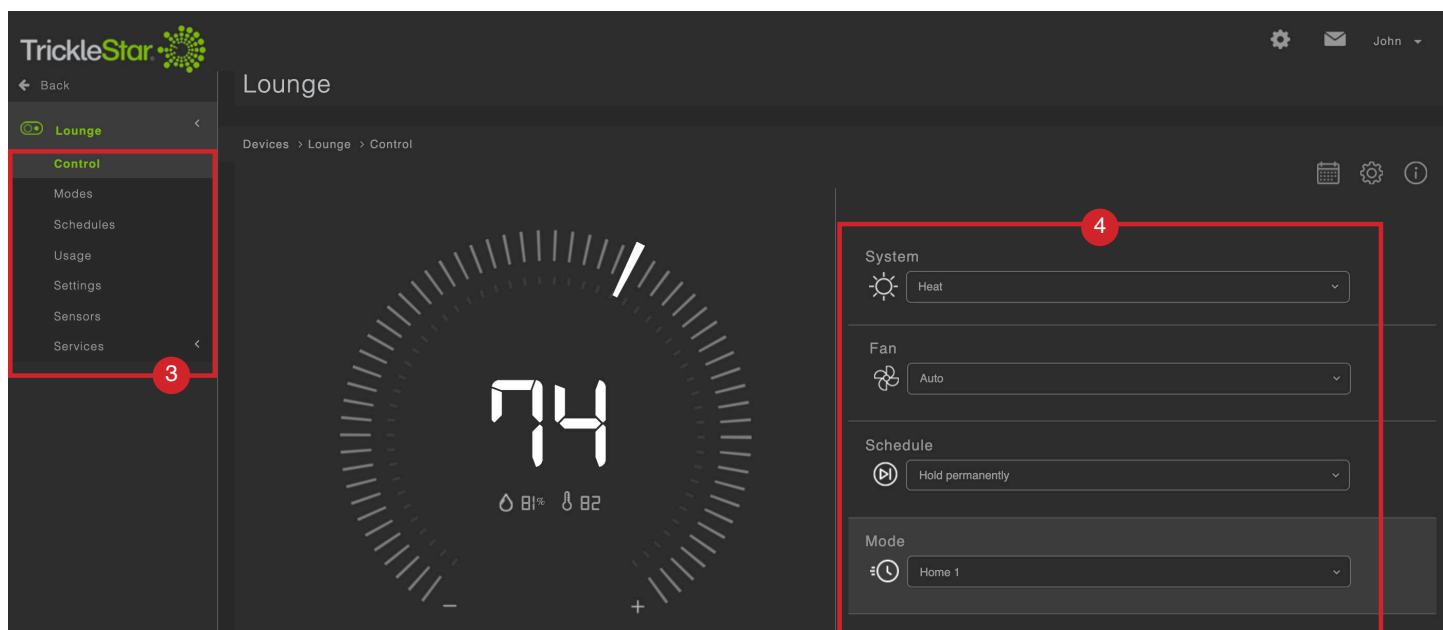 TrickleStar
John
Back
Lounge
Lounge
Devices > Lounge > Control
Control
Modes
Schedules
Usage
Settings
Sensors
Services
3
74
81%
82
-
+
4
System
Heat
Fan
Auto
Schedule
Hold permanently
Mode
Home 1